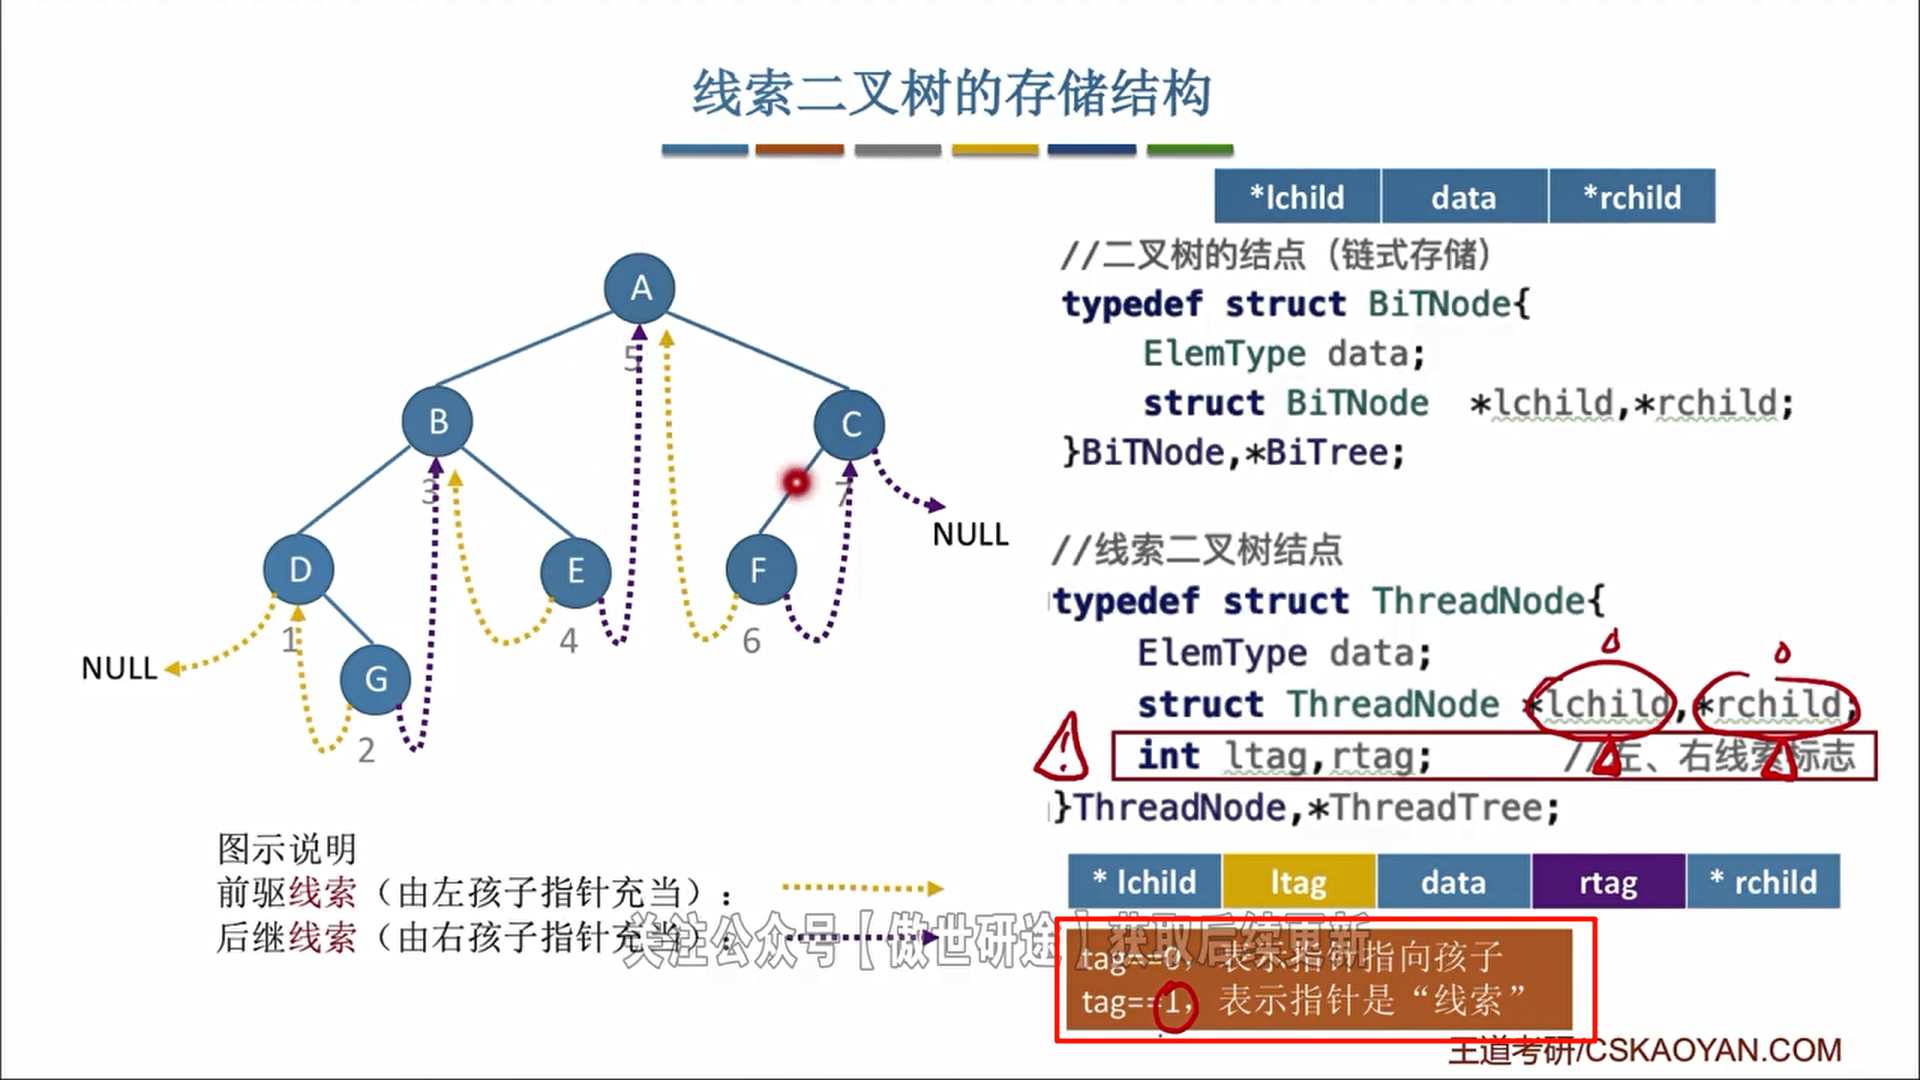 线索二叉树的存储结构
*lchild data *rchild
//二叉树的结点（链式存储）
typedef struct BiTNode{
ElemType data;
struct BiTNode *lchild,*rchild;
}BiTNode,*BiTree;
//线索二叉树结点
typedef struct ThreadNode{
ElemType data;
struct ThreadNode *lchild,*rchild;
int ltag,rtag; //左、右线索标志
}ThreadNode,*ThreadTree;
* lchild ltag data rtag * rchild
tag==0，表示指针指向孩子
tag==1，表示指针是“线索”
A
5
B
C
3
7
NULL
D
E
F
1
4
6
NULL
G
2
图示说明
前驱线索（由左孩子指针充当）：
后继线索（由右孩子指针充当）：
关注公众号【傲世研途】获取后续更新
王道考研/CSKAOYAN.COM